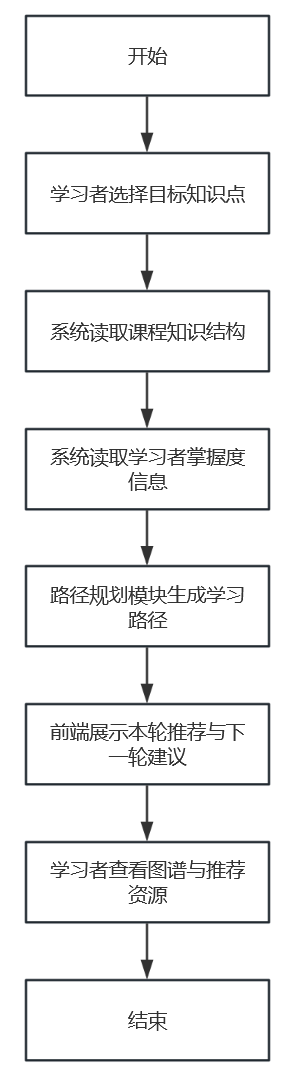 开始
学习者选择目标知识点
系统读取课程知识结构
系统读取学习者掌握度
信息
路径规划模块生成学习
路径
前端展示本轮推荐与下
一轮建议
学习者查看图谱与推荐
资源
结束